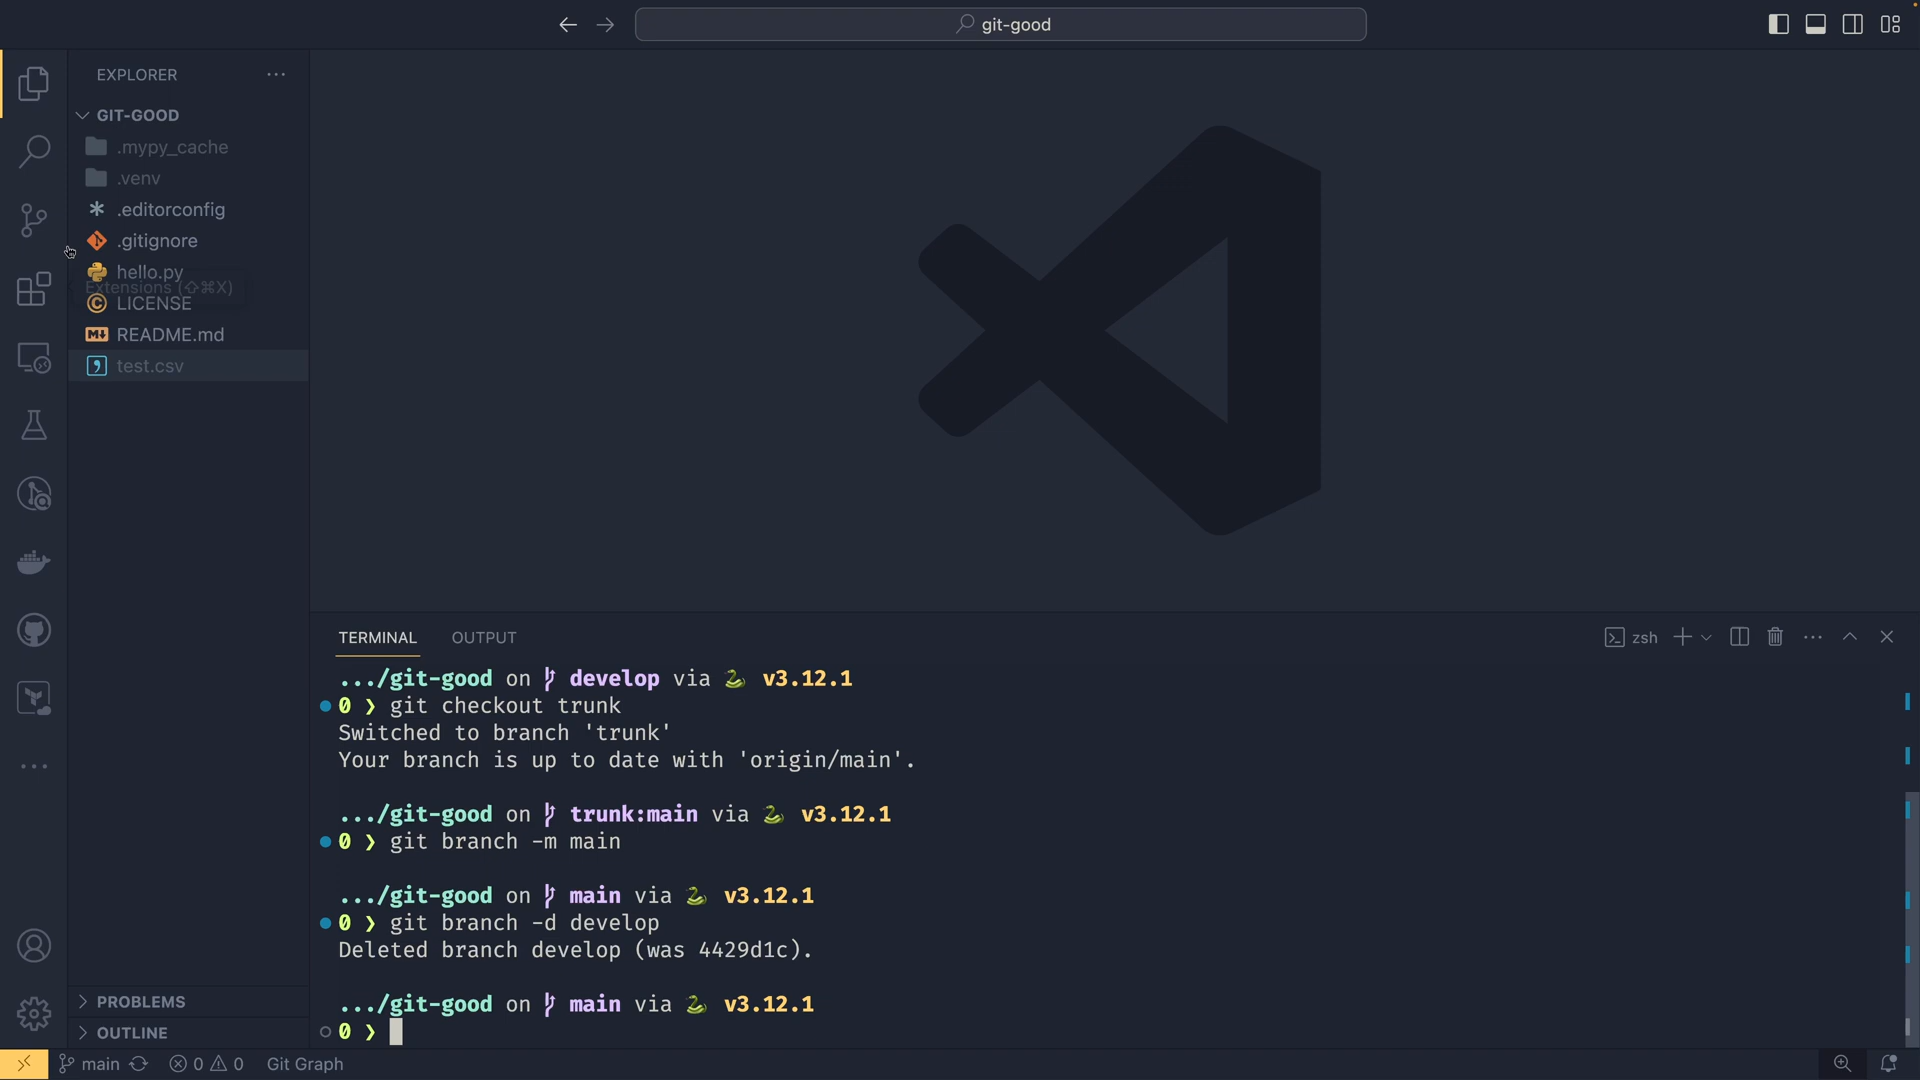 git-good
EXPLORER
GIT-GOOD
.mypy_cache
.venv
.editorconfig
.gitignore
hello.py
Extensions (⇧⌘X)
LICENSE
README.md
test.csv
PROBLEMS
OUTLINE
TERMINAL
OUTPUT
zsh
.../git-good on develop via 🐍 v3.12.1
0 ❯ git checkout trunk
Switched to branch 'trunk'
Your branch is up to date with 'origin/main'.
.../git-good on trunk:main via 🐍 v3.12.1
0 ❯ git branch -m main
.../git-good on main via 🐍 v3.12.1
0 ❯ git branch -d develop
Deleted branch develop (was 4429d1c).
.../git-good on main via 🐍 v3.12.1
0 ❯
main
0
0
Git Graph